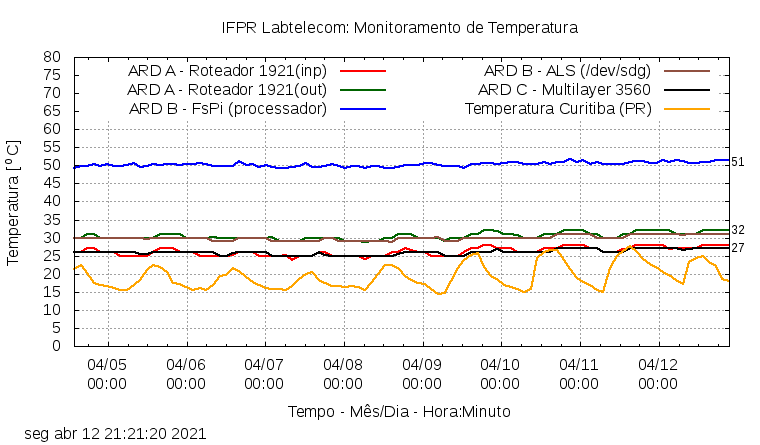 IFPR Labtelecom: Monitoramento de Temperatura
Temperatura [°C]
80
75
70
65
60
55
50
45
40
35
30
25
20
15
10
5
0
ARD A - Roteador 1921(inp)
ARD A - Roteador 1921(out)
ARD B - FsPi (processador)
ARD B - ALS (/dev/sdg)
ARD C - Multilayer 3560
Temperatura Curitiba (PR)
51
32
27
04/05 00:00
04/06 00:00
04/07 00:00
04/08 00:00
04/09 00:00
04/10 00:00
04/11 00:00
04/12 00:00
Tempo - Mês/Dia - Hora:Minuto
seg abr 12 21:21:20 2021